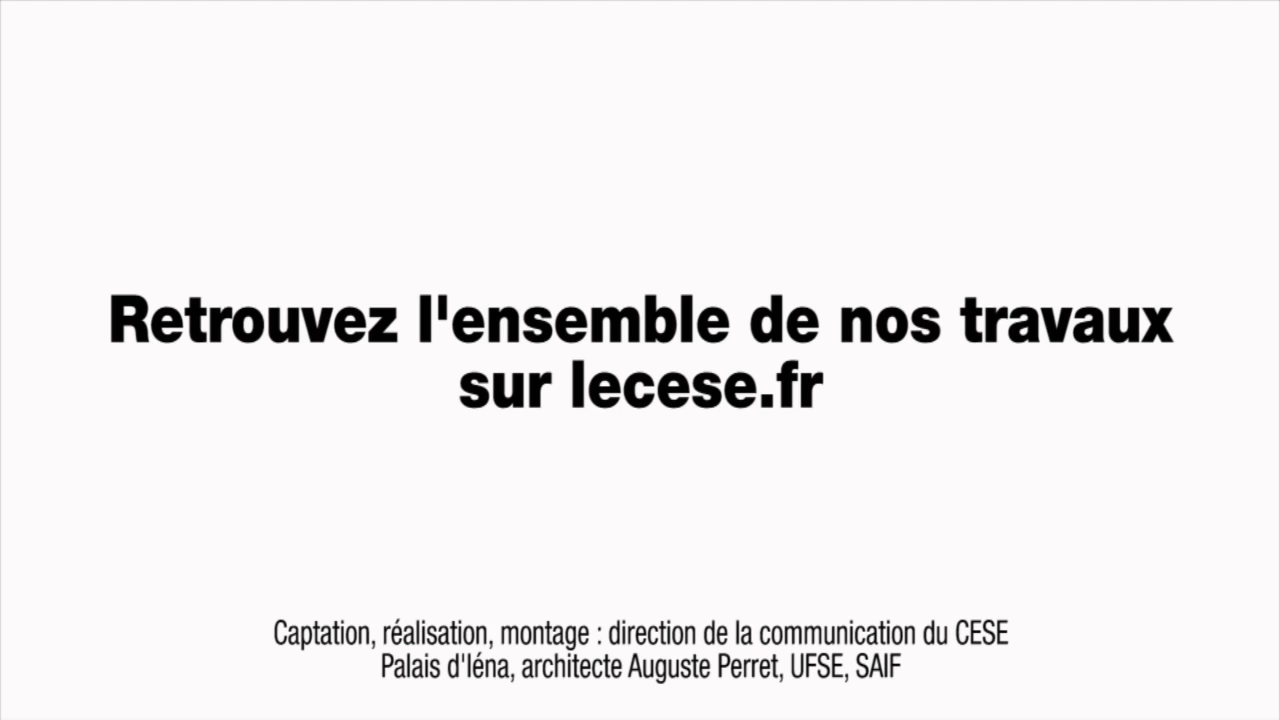 Retrouvez l'ensemble de nos travaux
sur lecese.fr
Captation, réalisation, montage : direction de la communication du CESE
Palais d'Iéna, architecte Auguste Perret, UFSE, SAIF